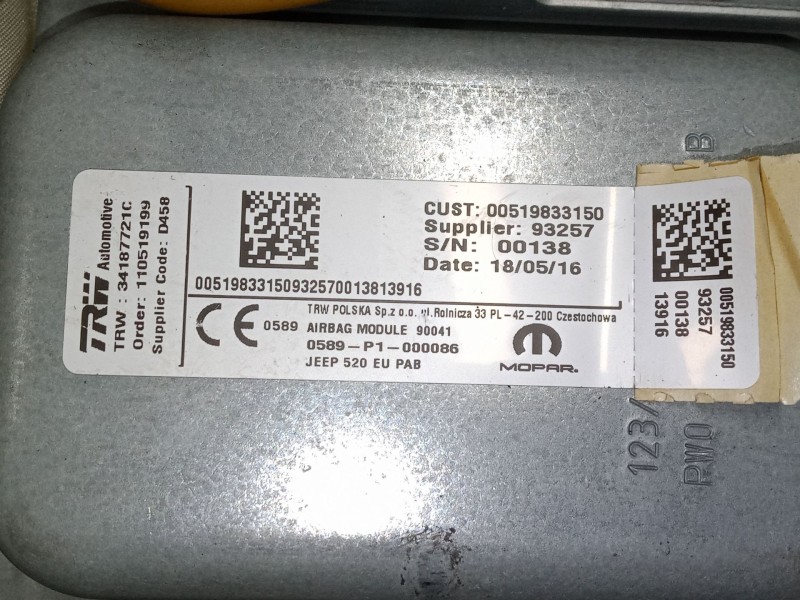 TRW Automotive
TRW : 34187721C
Order: 110519199
Supplier Code: D458
CUST: 00519833150
Supplier: 93257
S/N: 00138
Date: 18/05/16
00519833150932570013813916
TRW POLSKA Sp.z o.o. ul.Rolnicza 33 PL-42-200 Czestochowa
CE 0589 AIRBAG MODULE 90041
0589-P1-000086
JEEP 520 EU PAB
MOPAR.
00519833150
93257
00138
13916
B
123/
PWO